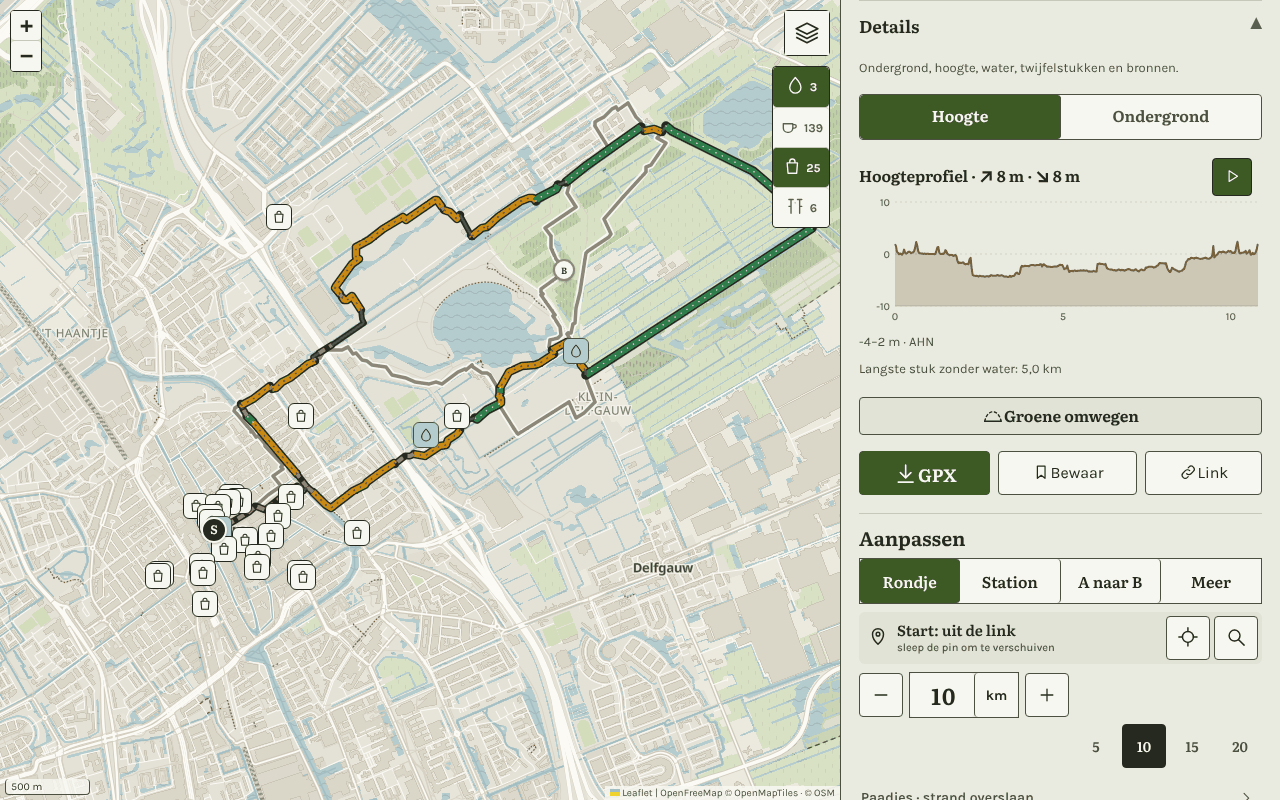 +
−
3
139
25
6
'T HAANTJE
B
KLEIN-
DELFGAUW
S
Delfgauw
500 m
Leaflet | OpenFreeMap © OpenMapTiles · © OSM
Details
Ondergrond, hoogte, water, twijfelstukken en bronnen.
Hoogte Ondergrond
Hoogteprofiel · ↗ 8 m · ↘ 8 m
10
0
-10
0 5 10
-4–2 m · AHN
Langste stuk zonder water: 5,0 km
Groene omwegen
GPX Bewaar Link
Aanpassen
Rondje Station A naar B Meer
Start: uit de link
sleep de pin om te verschuiven
− 10 km +
5 10 15 20
Paadjes · strand overslaan